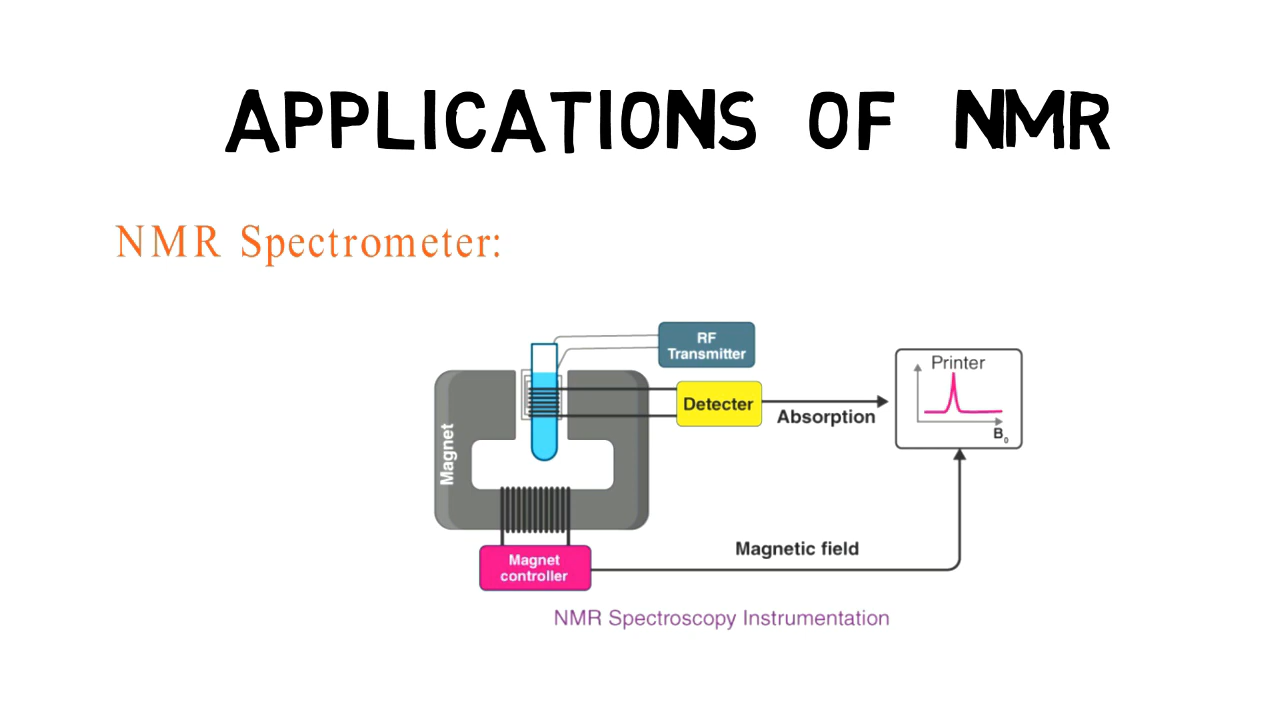 APPLICATIONS OF NMR
NMR Spectrometer:
RF
Transmitter
Printer
Detecter
Absorption
B0
Magnet
Magnetic field
Magnet
controller
NMR Spectroscopy Instrumentation